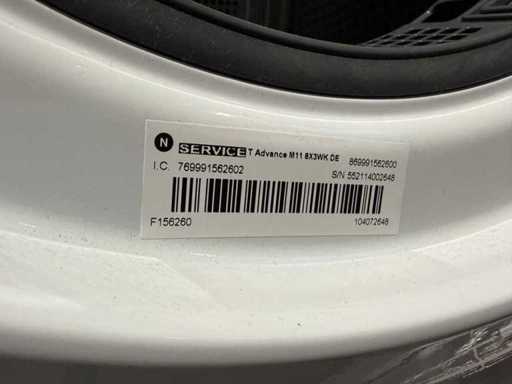 N SERVICE T Advance M11 8X3WK DE 869991562600
I.C. 769991562602 S/N 552114002648
F156260 104072648